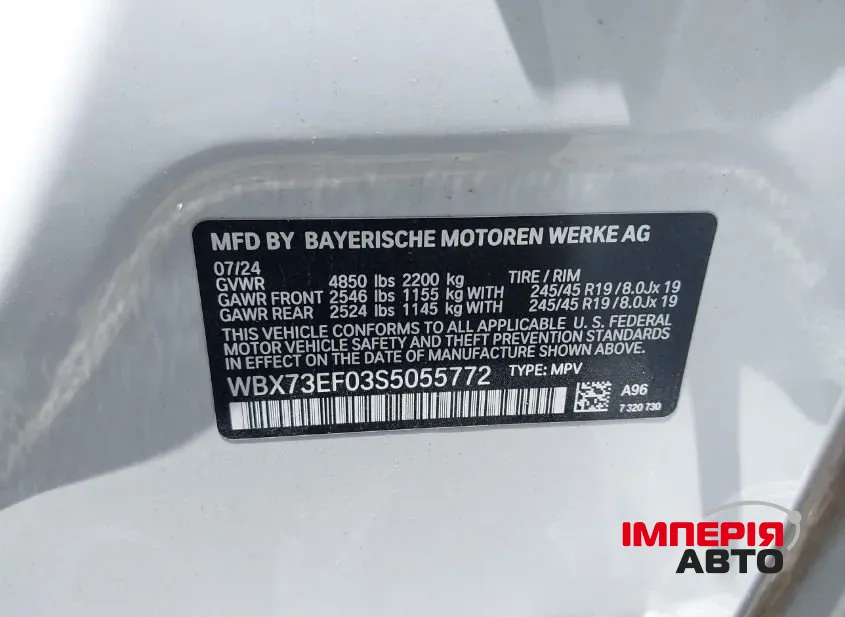 MFD BY BAYERISCHE MOTOREN WERKE AG
07/24
GVWR 4850 lbs 2200 kg TIRE / RIM
GAWR FRONT 2546 lbs 1155 kg WITH 245/45 R19 / 8.0Jx 19
GAWR REAR 2524 lbs 1145 kg WITH 245/45 R19 / 8.0Jx 19
THIS VEHICLE CONFORMS TO ALL APPLICABLE U. S. FEDERAL
MOTOR VEHICLE SAFETY AND THEFT PREVENTION STANDARDS
IN EFFECT ON THE DATE OF MANUFACTURE SHOWN ABOVE.
WBX73EF03S5055772 TYPE: MPV
A96
7 320 730
ІМПЕРІЯ
АВТО